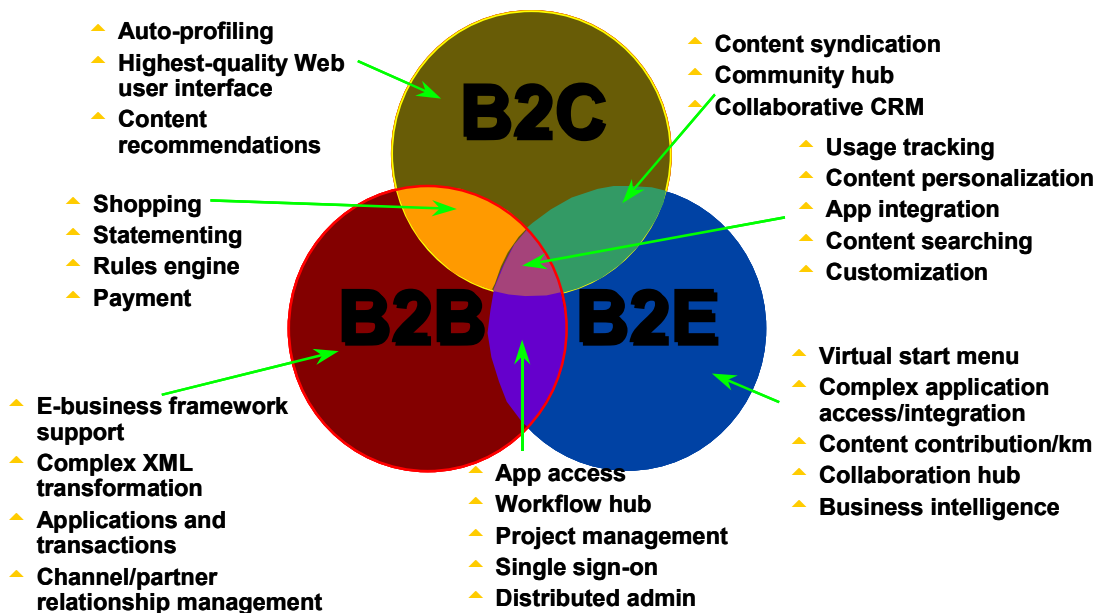 Auto-profiling
Highest-quality Web
user interface
Content
recommendations
B2C
Content syndication
Community hub
Collaborative CRM
Usage tracking
Content personalization
App integration
Content searching
Customization
Shopping
Statementing
Rules engine
Payment
B2B
B2E
Virtual start menu
Complex application
access/integration
Content contribution/km
Collaboration hub
Business intelligence
E-business framework
support
Complex XML
transformation
Applications and
transactions
Channel/partner
relationship management
App access
Workflow hub
Project management
Single sign-on
Distributed admin